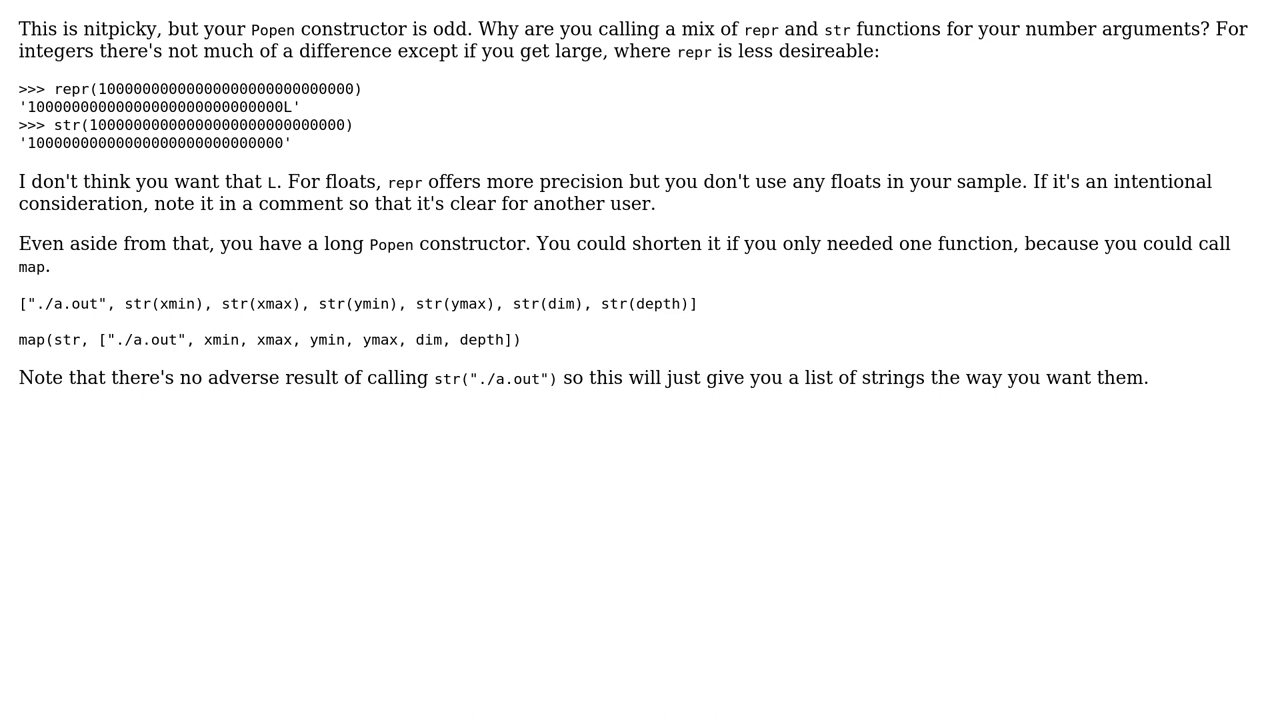 This is nitpicky, but your Popen constructor is odd. Why are you calling a mix of repr and str functions for your number arguments? For
integers there's not much of a difference except if you get large, where repr is less desireable:
>>> repr(10000000000000000000000000000)
'10000000000000000000000000000L'
>>> str(10000000000000000000000000000)
'10000000000000000000000000000'
I don't think you want that L. For floats, repr offers more precision but you don't use any floats in your sample. If it's an intentional
consideration, note it in a comment so that it's clear for another user.
Even aside from that, you have a long Popen constructor. You could shorten it if you only needed one function, because you could call
map.
["./a.out", str(xmin), str(xmax), str(ymin), str(ymax), str(dim), str(depth)]
map(str, ["./a.out", xmin, xmax, ymin, ymax, dim, depth])
Note that there's no adverse result of calling str("./a.out") so this will just give you a list of strings the way you want them.